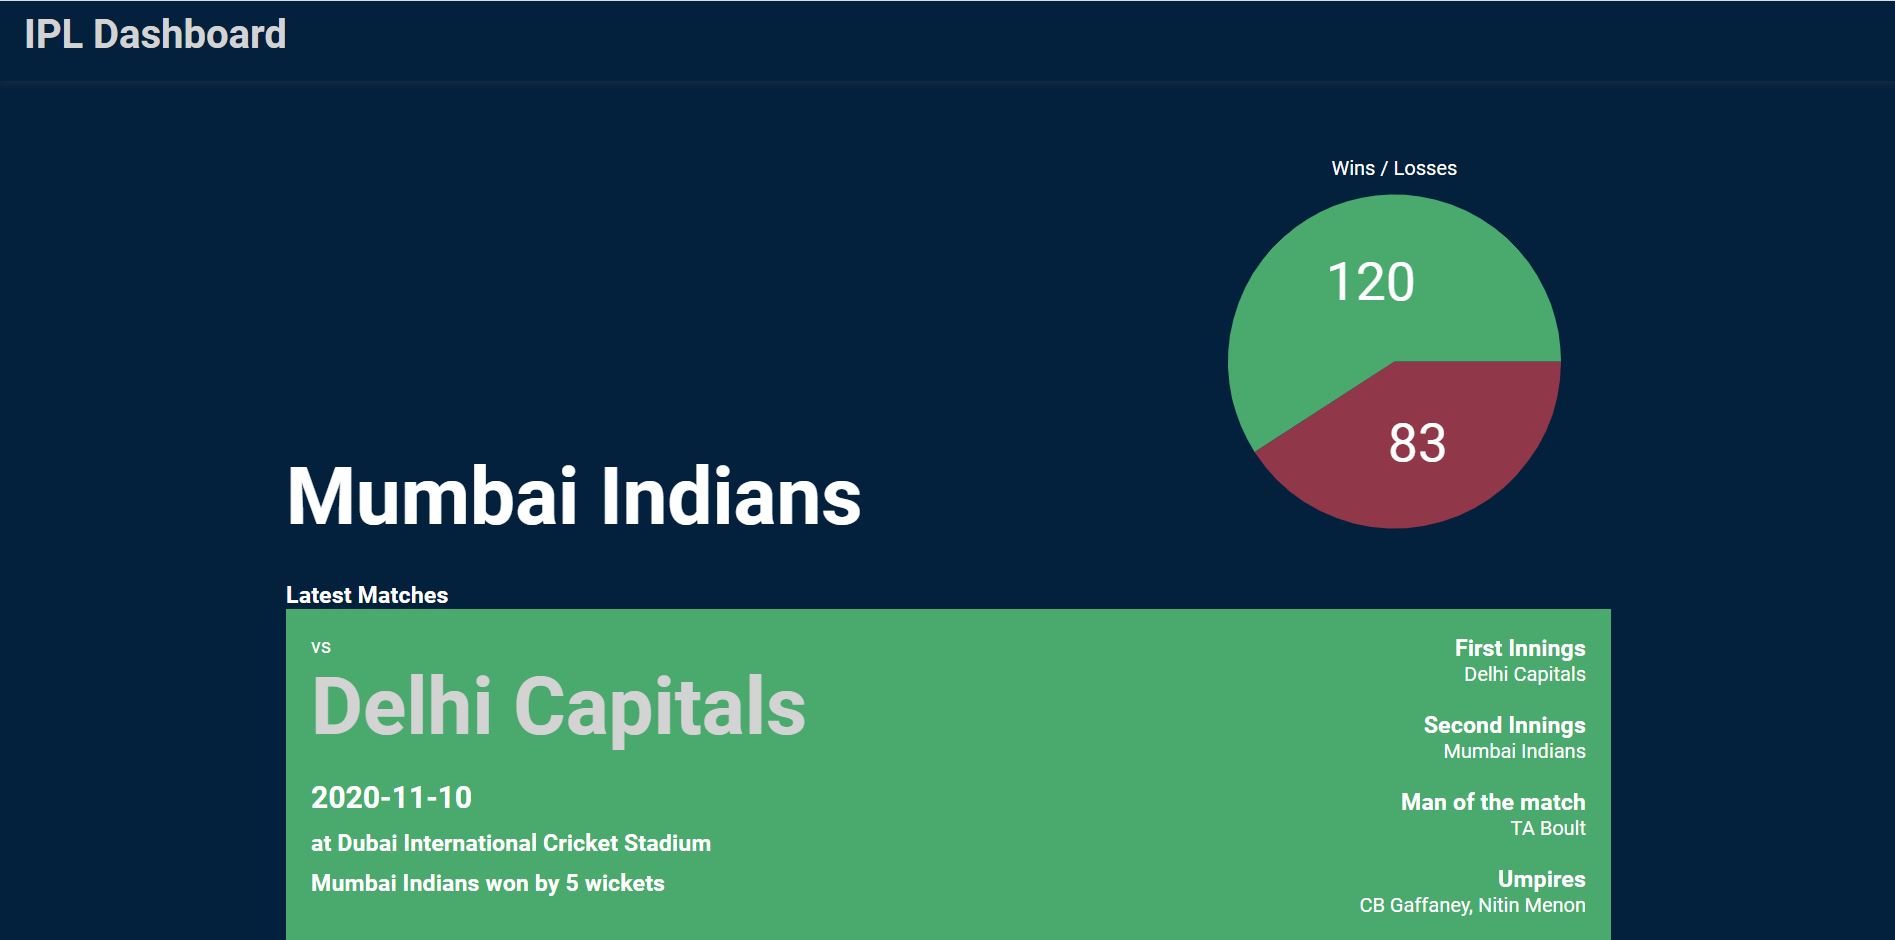 IPL Dashboard
Wins / Losses
120
83
Mumbai Indians
Latest Matches
vs
Delhi Capitals
2020-11-10
at Dubai International Cricket Stadium
Mumbai Indians won by 5 wickets
First Innings
Delhi Capitals
Second Innings
Mumbai Indians
Man of the match
TA Boult
Umpires
CB Gaffaney, Nitin Menon